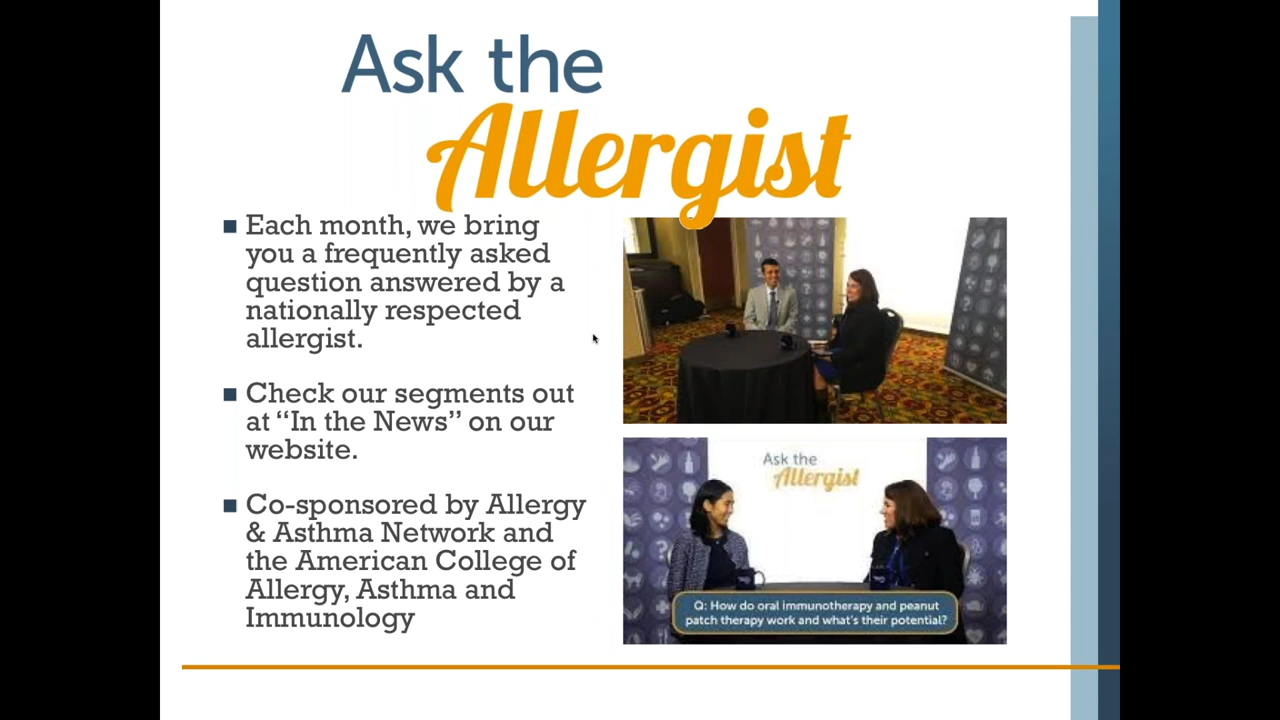 Ask the
Allergist
Each month, we bring
you a frequently asked
question answered by a
nationally respected
allergist.
Check our segments out
at “In the News” on our
website.
Co-sponsored by Allergy
& Asthma Network and
the American College of
Allergy, Asthma and
Immunology
Ask the
Allergist
Q: How do oral immunotherapy and peanut
patch therapy work and what's their potential?